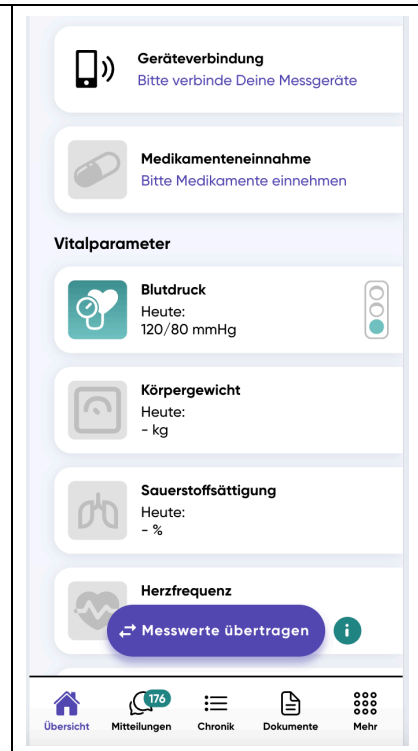 Geräteverbindung
Bitte verbinde Deine Messgeräte
Medikamenteneinnahme
Bitte Medikamente einnehmen
Vitalparameter
Blutdruck
Heute:
120/80 mmHg
Körpergewicht
Heute:
- kg
Sauerstoffsättigung
Heute:
- %
Herzfrequenz
Messwerte übertragen
i
176
Übersicht
Mitteilungen
Chronik
Dokumente
Mehr